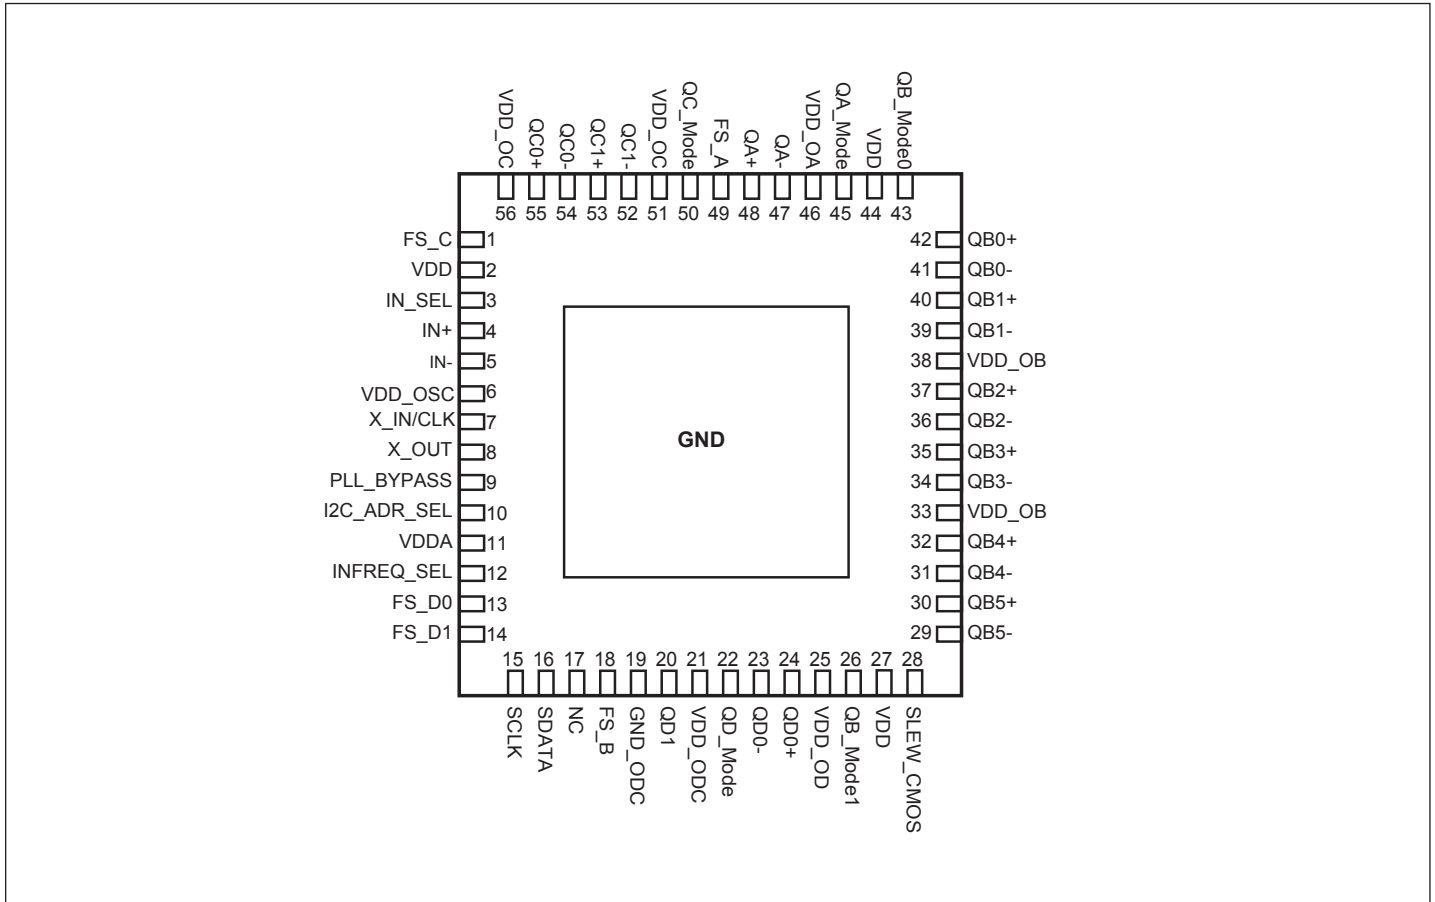 VDD_OC
QC0+
QC0-
QC1+
QC1-
VDD_OC
QC_Mode
FS_A
QA+
QA-
VDD_OA
QA_Mode
VDD
QB_Mode0
56 55 54 53 52 51 50 49 48 47 46 45 44 43
FS_C 1
VDD 2
IN_SEL 3
IN+ 4
IN- 5
VDD_OSC 6
X_IN/CLK 7
X_OUT 8
PLL_BYPASS 9
I2C_ADR_SEL 10
VDDA 11
INFREQ_SEL 12
FS_D0 13
FS_D1 14
GND
42 QB0+
41 QB0-
40 QB1+
39 QB1-
38 VDD_OB
37 QB2+
36 QB2-
35 QB3+
34 QB3-
33 VDD_OB
32 QB4+
31 QB4-
30 QB5+
29 QB5-
15 16 17 18 19 20 21 22 23 24 25 26 27 28
SCLK
SDATA
NC
FS_B
GND_ODC
QD1
VDD_ODC
QD_Mode
QD0-
QD0+
VDD_OD
QB_Mode1
VDD
SLEW_CMOS